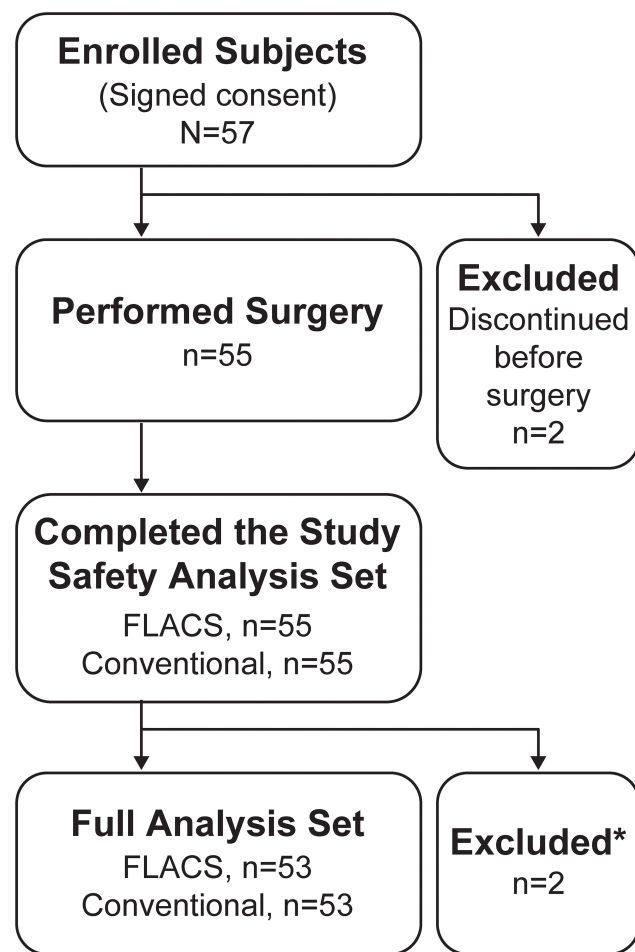 Enrolled Subjects
(Signed consent)
N=57
Performed Surgery
n=55
Excluded
Discontinued
before
surgery
n=2
Completed the Study
Safety Analysis Set
FLACS, n=55
Conventional, n=55
Full Analysis Set
FLACS, n=53
Conventional, n=53
Excluded*
n=2